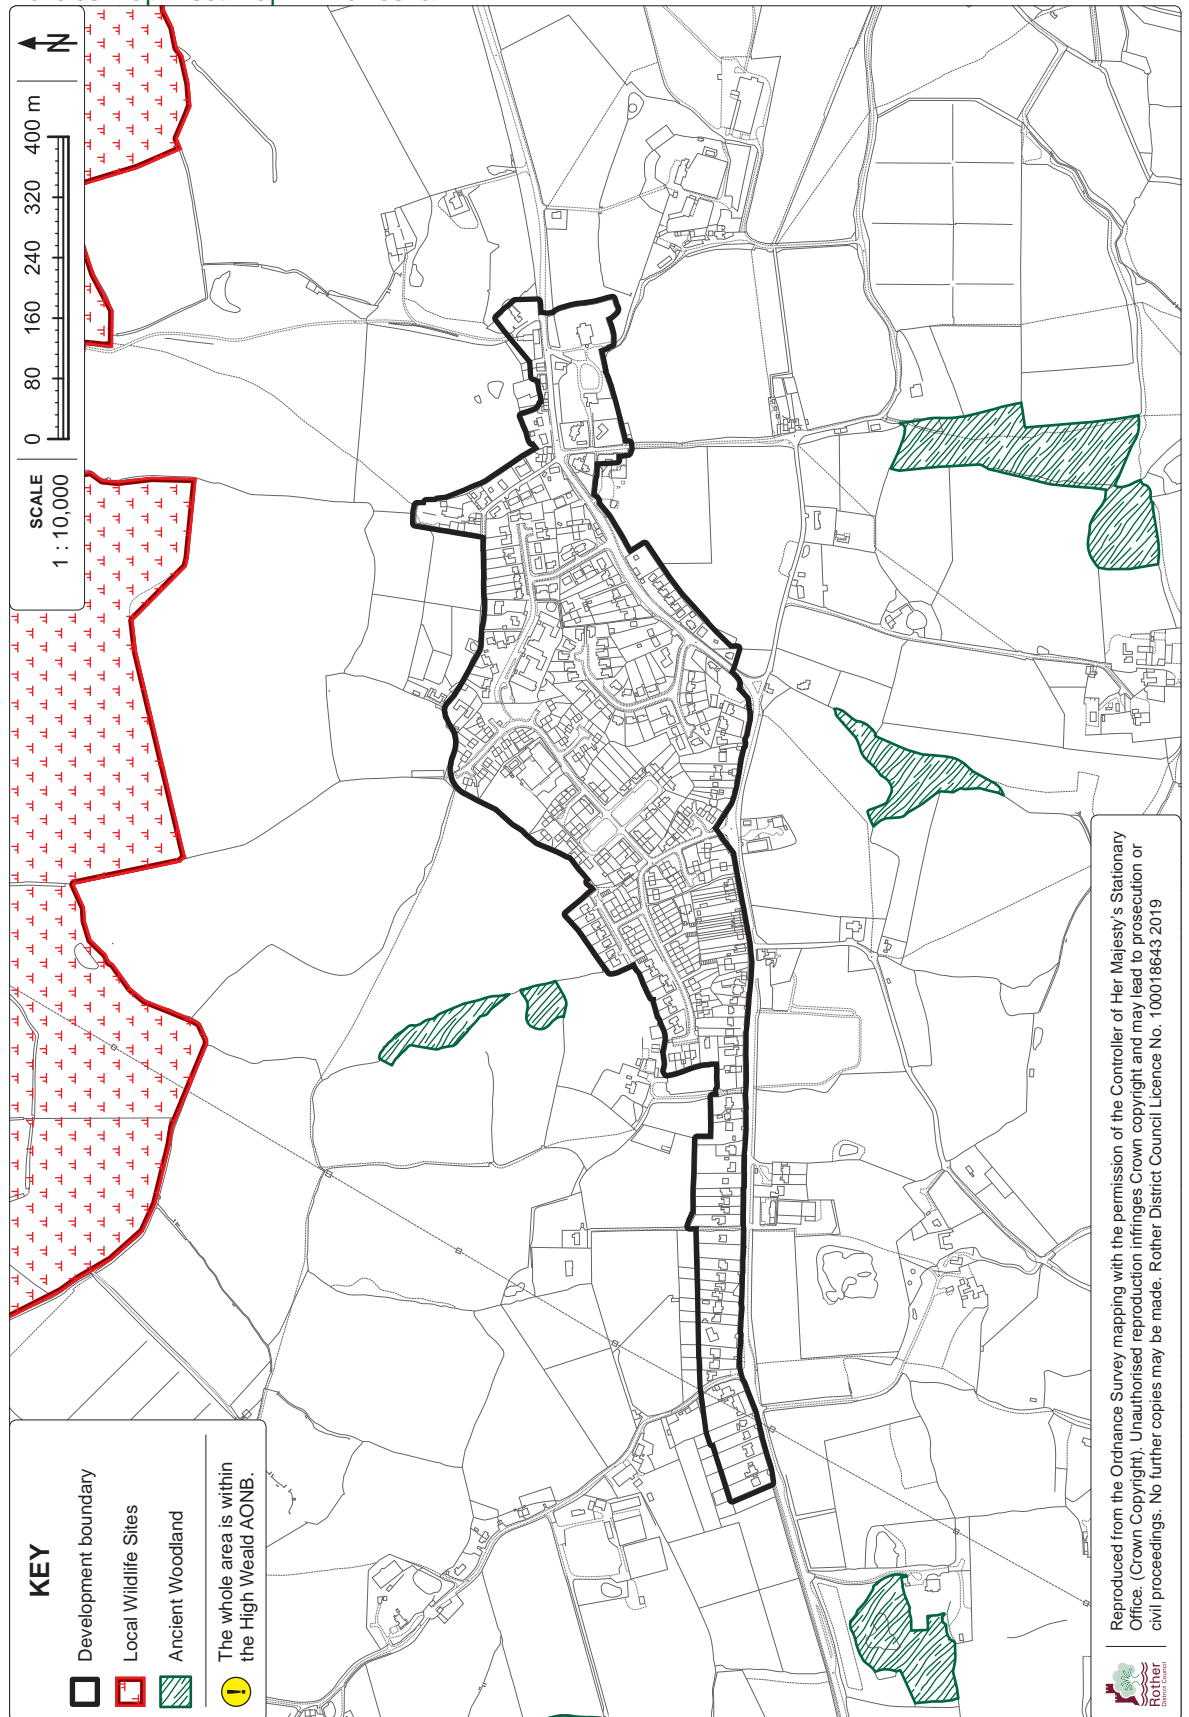 KEY
Development boundary
Local Wildlife Sites
Ancient Woodland
!
The whole area is within
the High Weald AONB.
SCALE
1 : 10,000
0 80 160 240 320 400 m
N
Rother
District Council
Reproduced from the Ordnance Survey mapping with the permission of the Controller of Her Majesty's Stationary
Office. (Crown Copyright). Unauthorised reproduction infringes Crown copyright and may lead to prosecution or
civil proceedings. No further copies may be made. Rother District Council Licence No. 100018643 2019